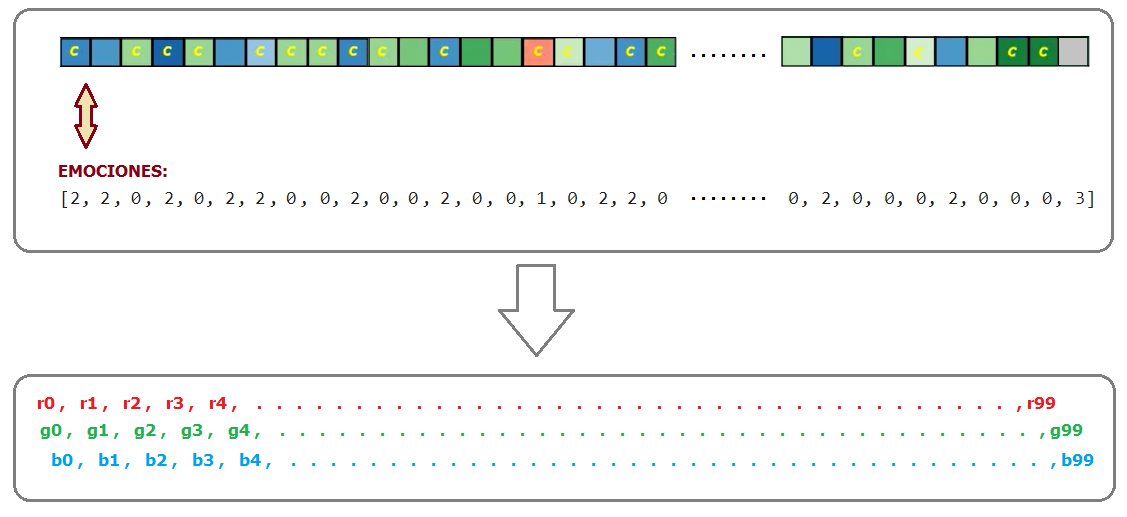 C C C C C C C C C C C C C C C C C C C
EMOCIONES:
[2, 2, 0, 2, 0, 2, 2, 0, 0, 2, 0, 0, 2, 0, 0, 1, 0, 2, 2, 0 ········ 0, 2, 0, 0, 0, 2, 0, 0, 0, 3]
r0, r1, r2, r3, r4, . . . . . . . . . . . . . . . . . . . . . . . . . . . . . . . . . . . ,r99
g0, g1, g2, g3, g4, . . . . . . . . . . . . . . . . . . . . . . . . . . . . . . . . . . . ,g99
b0, b1, b2, b3, b4, . . . . . . . . . . . . . . . . . . . . . . . . . . . . . . . . . . . ,b99